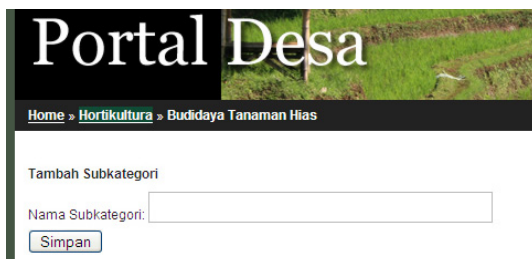 Portal Desa
Home » Hortikultura » Budidaya Tanaman Hias
Tambah Subkategori
Nama Subkategori:
Simpan